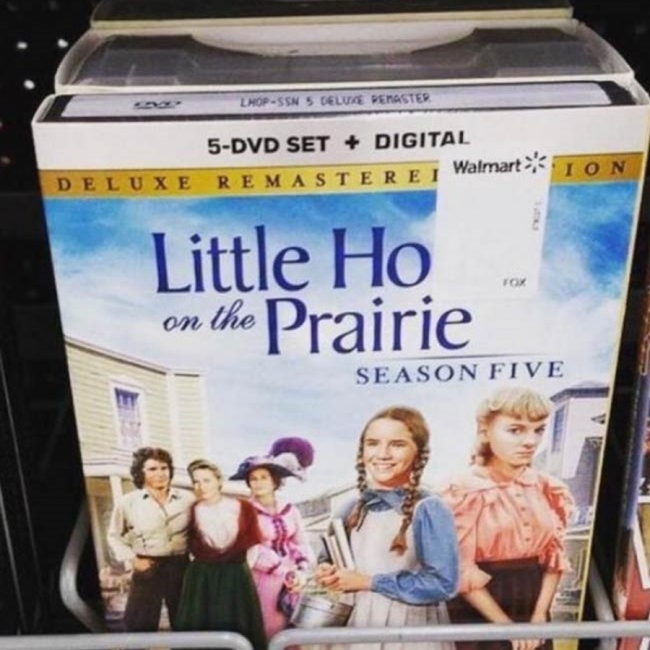 DVD LHOP-SSN 5 DELUXE REMASTER
5-DVD SET + DIGITAL
DELUXE REMASTERE ION
Walmart
FOX
Little Ho
on the Prairie
SEASON FIVE